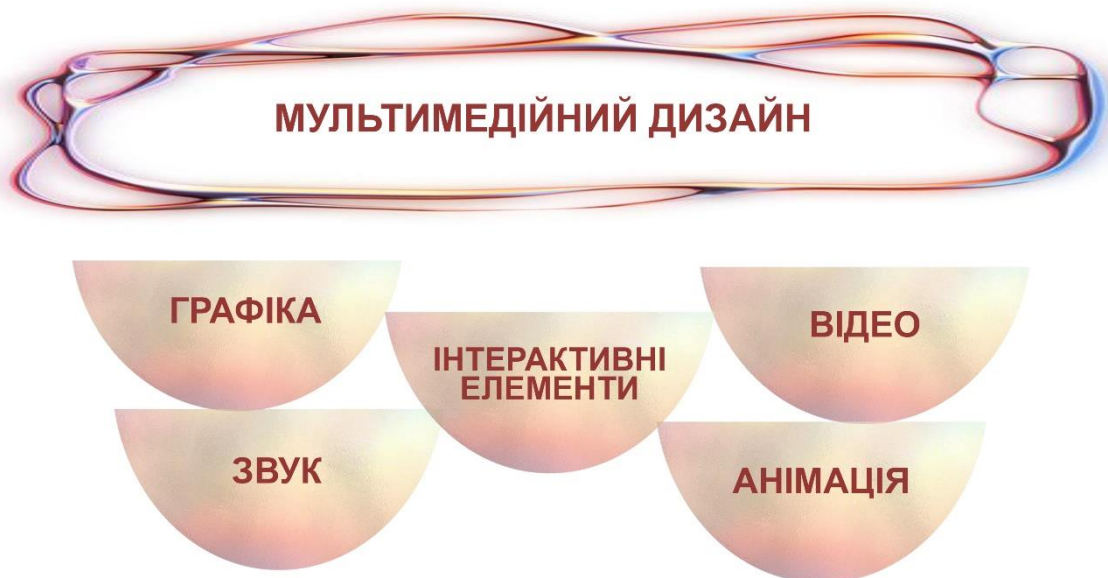 МУЛЬТИМЕДІЙНИЙ ДИЗАЙН
ГРАФІКА
ІНТЕРАКТИВНІ
ЕЛЕМЕНТИ
ВІДЕО
ЗВУК
АНІМАЦІЯ